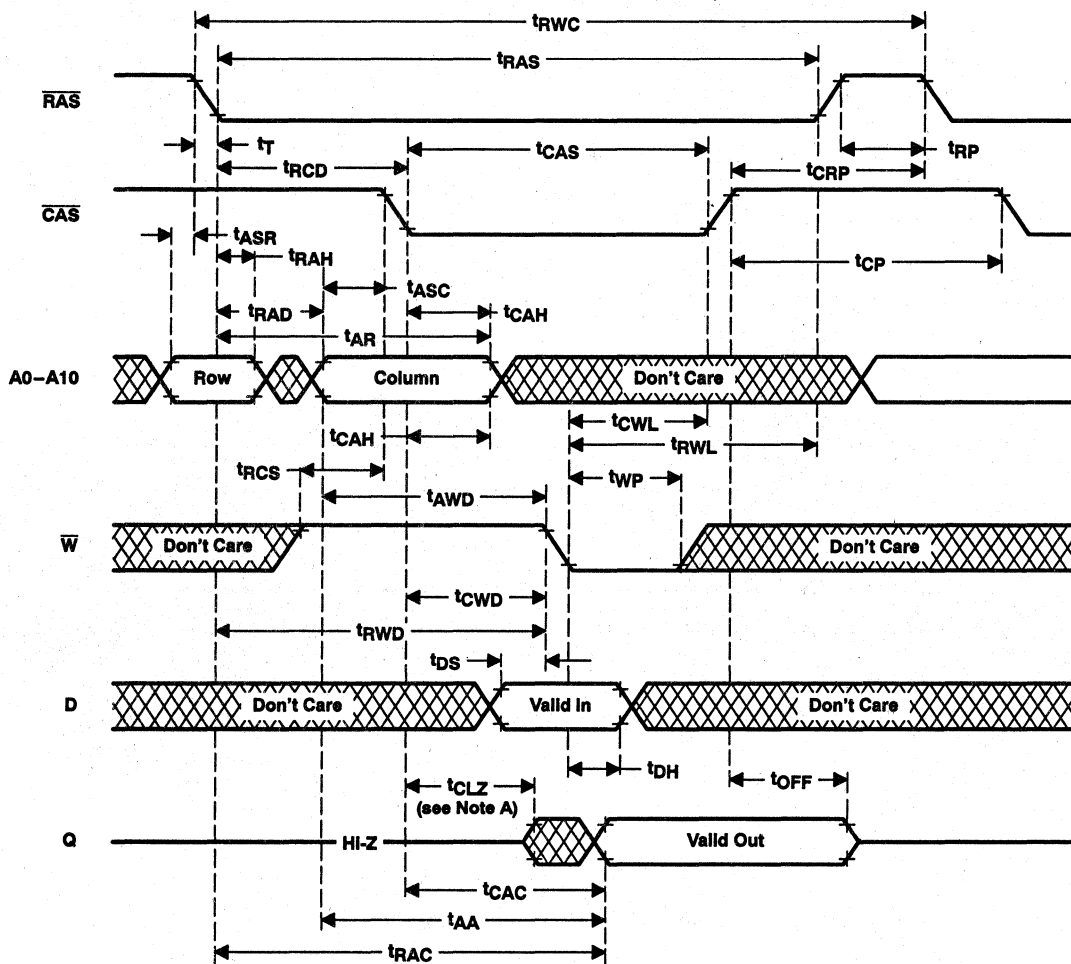 tRWC
tRAS
RAS
tT
tRCD
tCAS
tRP
tCRP
CAS
tASR
tRAH
tCP
tASC
tRAD
tCAH
tAR
A0–A10
Row
Column
Don't Care
tCWL
tCAH
tRWL
tRCS
tWP
tAWD
W
Don't Care
Don't Care
tCWD
tRWD
tDS
D
Don't Care
Valid In
Don't Care
tDH
tOFF
tCLZ
(see Note A)
Q
HI-Z
Valid Out
tCAC
tAA
tRAC